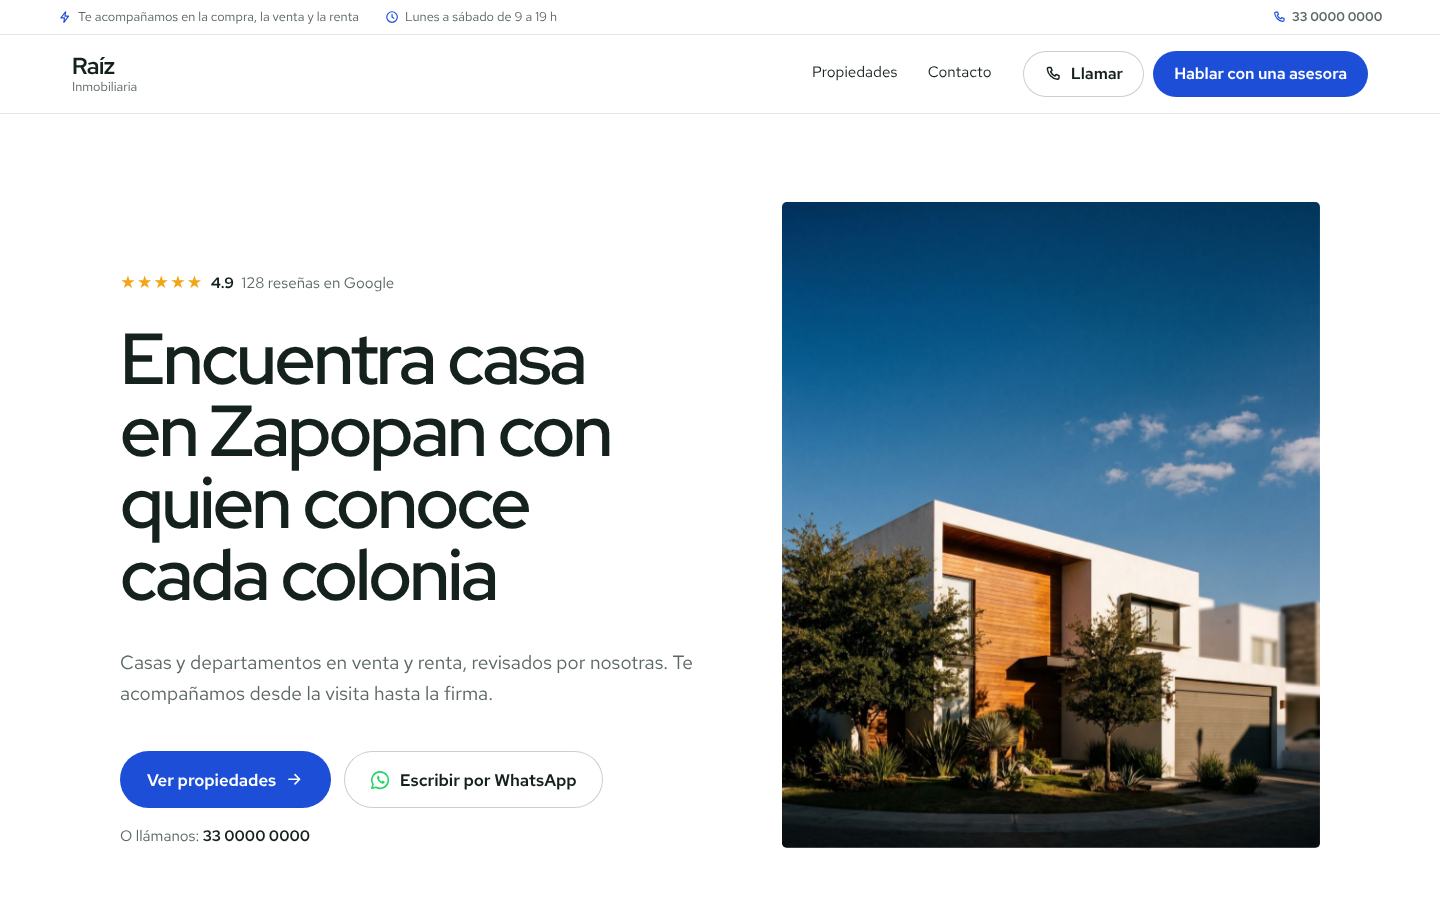 Te acompañamos en la compra, la venta y la renta
Lunes a sábado de 9 a 19 h
33 0000 0000
Raíz
Inmobiliaria
Propiedades
Contacto
Llamar
Hablar con una asesora
★★★★★ 4.9 128 reseñas en Google
Encuentra casa
en Zapopan con
quien conoce
cada colonia
Casas y departamentos en venta y renta, revisados por nosotras. Te
acompañamos desde la visita hasta la firma.
Ver propiedades →
Escribir por WhatsApp
O llámanos: 33 0000 0000